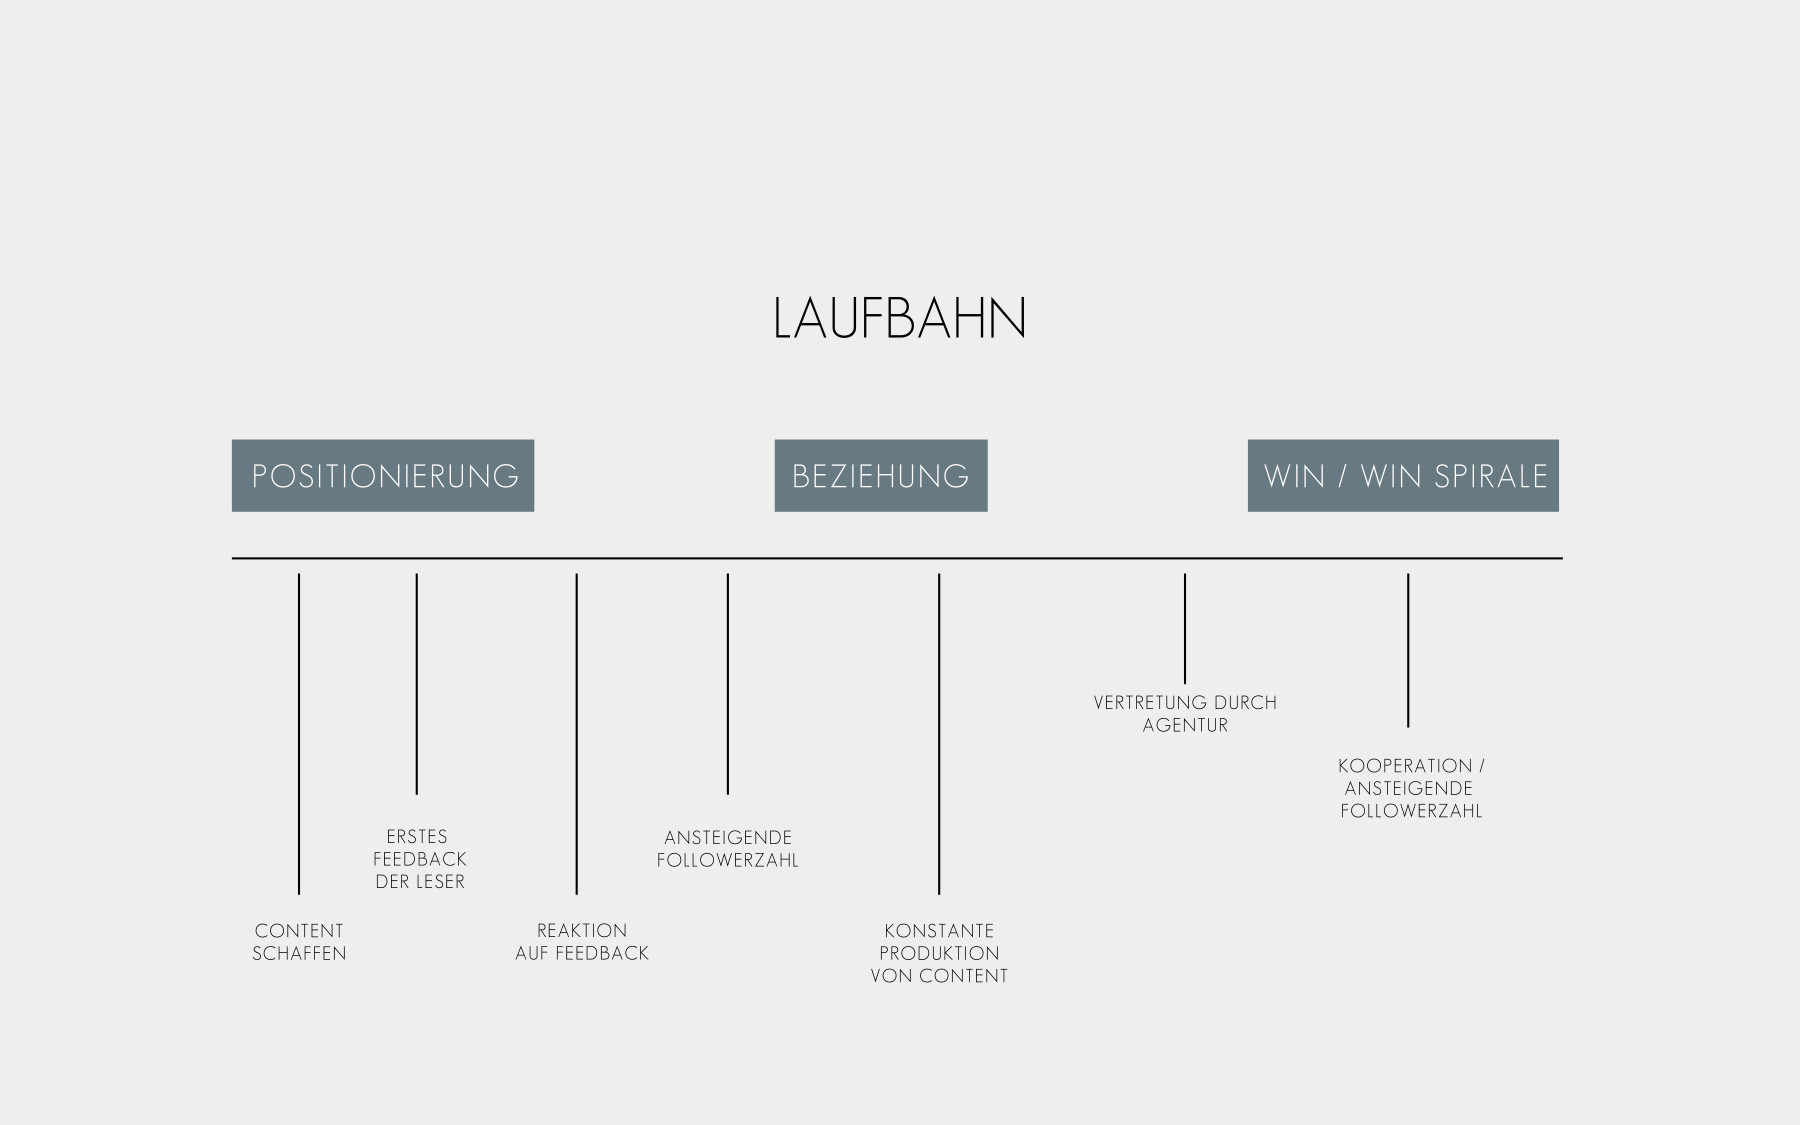 LAUFBAHN
POSITIONIERUNG
BEZIEHUNG
WIN / WIN SPIRALE
CONTENT
SCHAFFEN
ERSTES
FEEDBACK
DER LESER
REAKTION
AUF FEEDBACK
ANSTEIGENDE
FOLLOWERZAHL
KONSTANTE
PRODUKTION
VON CONTENT
VERTRETUNG DURCH
AGENTUR
KOOPERATION /
ANSTEIGENDE
FOLLOWERZAHL